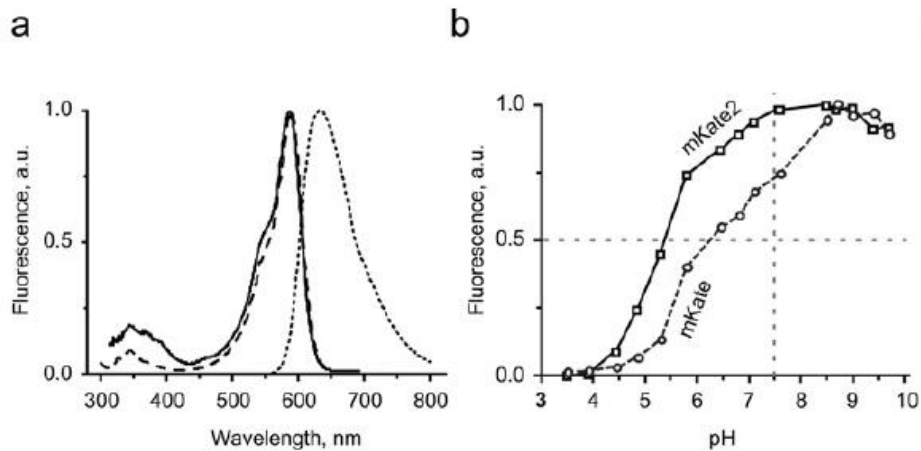 a
Fluorescence, a.u.
1.0
0.5
0.0
300 400 500 600 700 800
Wavelength, nm
b
Fluorescence, a.u.
1.0
0.5
0.0
mKate2
mKate
3 4 5 6 7 8 9 10
pH